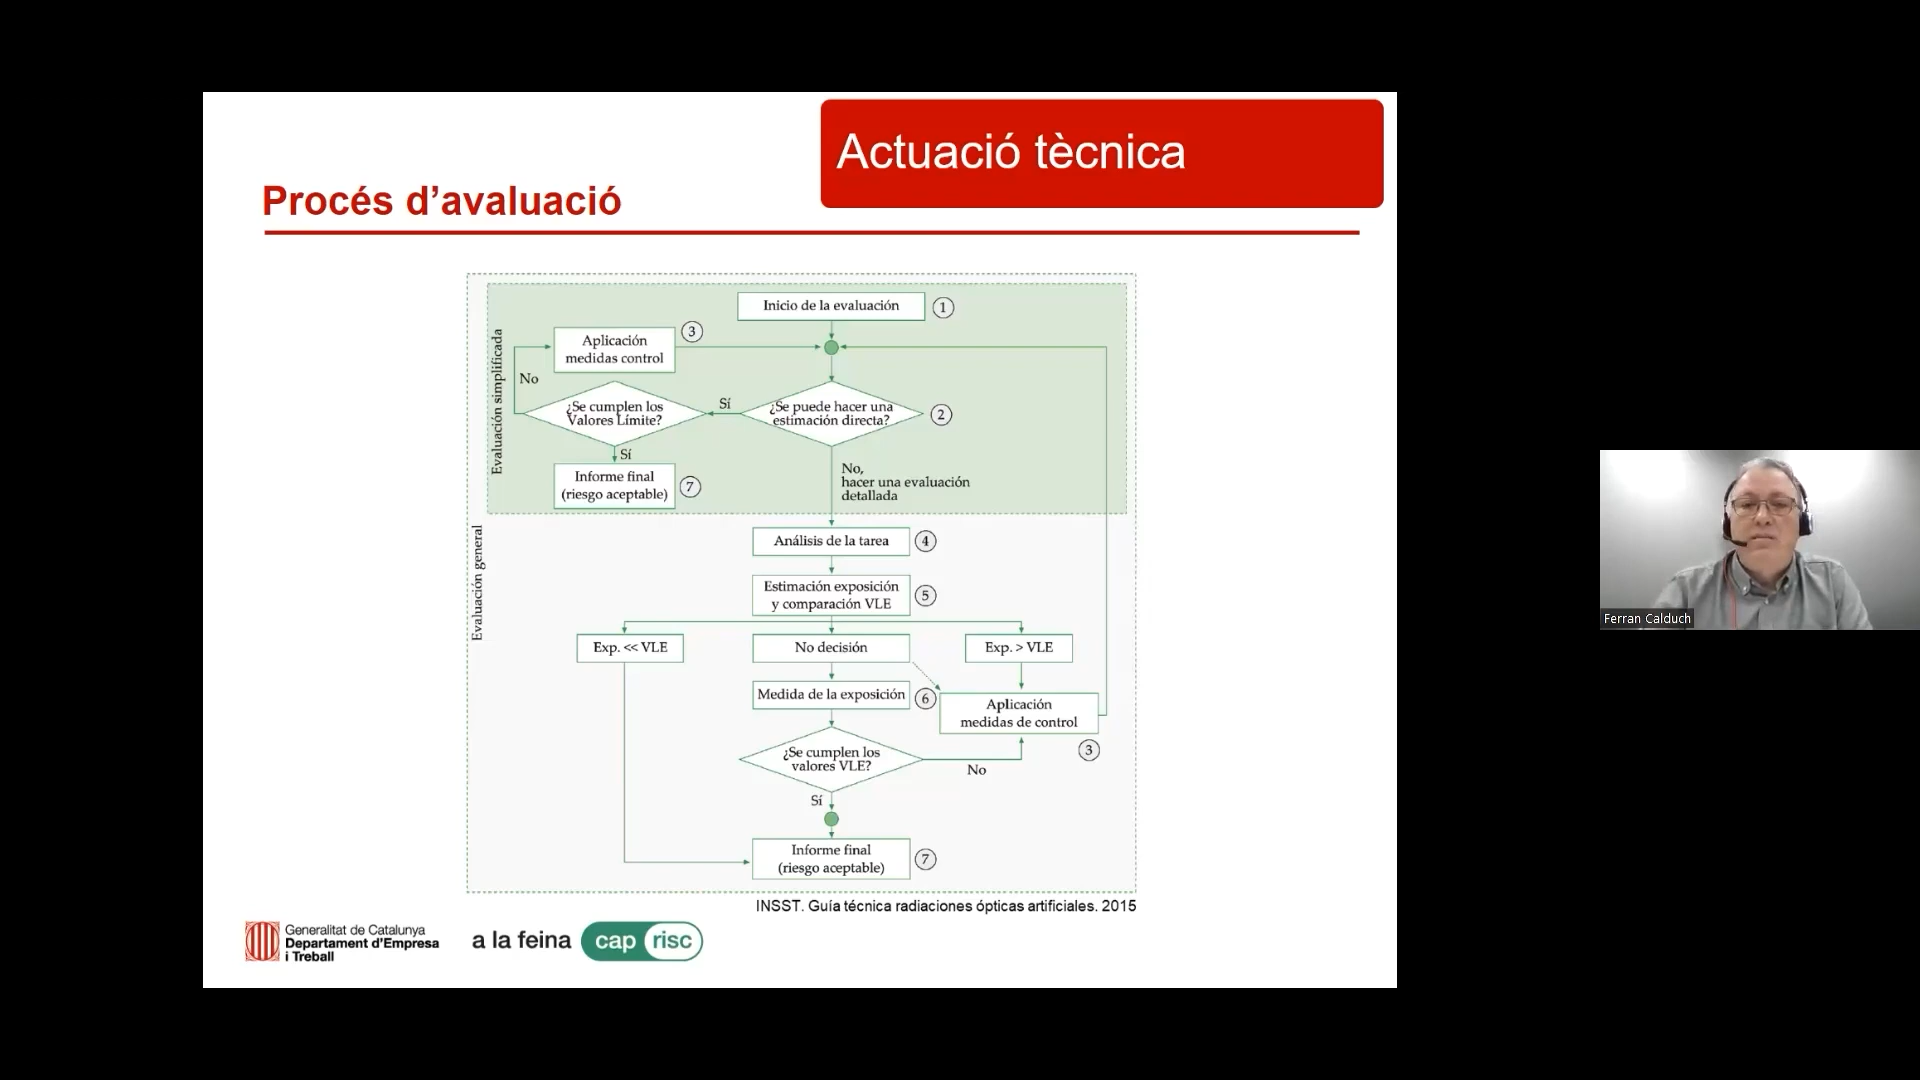 Actuació tècnica
Procés d’avaluació
Evaluación simplificada
Inicio de la evaluación
1
Aplicación
medidas control
3
No
¿Se cumplen los
Valores Límite?
Sí
¿Se puede hacer una
estimación directa?
2
Sí
Informe final
(riesgo aceptable)
7
No,
hacer una evaluación
detallada
Evaluación general
Análisis de la tarea
4
Estimación exposición
y comparación VLE
5
Exp. << VLE
No decisión
Exp. > VLE
Medida de la exposición
6
Aplicación
medidas de control
3
¿Se cumplen los
valores VLE?
No
Sí
Informe final
(riesgo aceptable)
7
INSST. Guía técnica radiaciones ópticas artificiales. 2015
Generalitat de Catalunya
Departament d’Empresa
i Treball
a la feina cap risc
Ferran Calduch